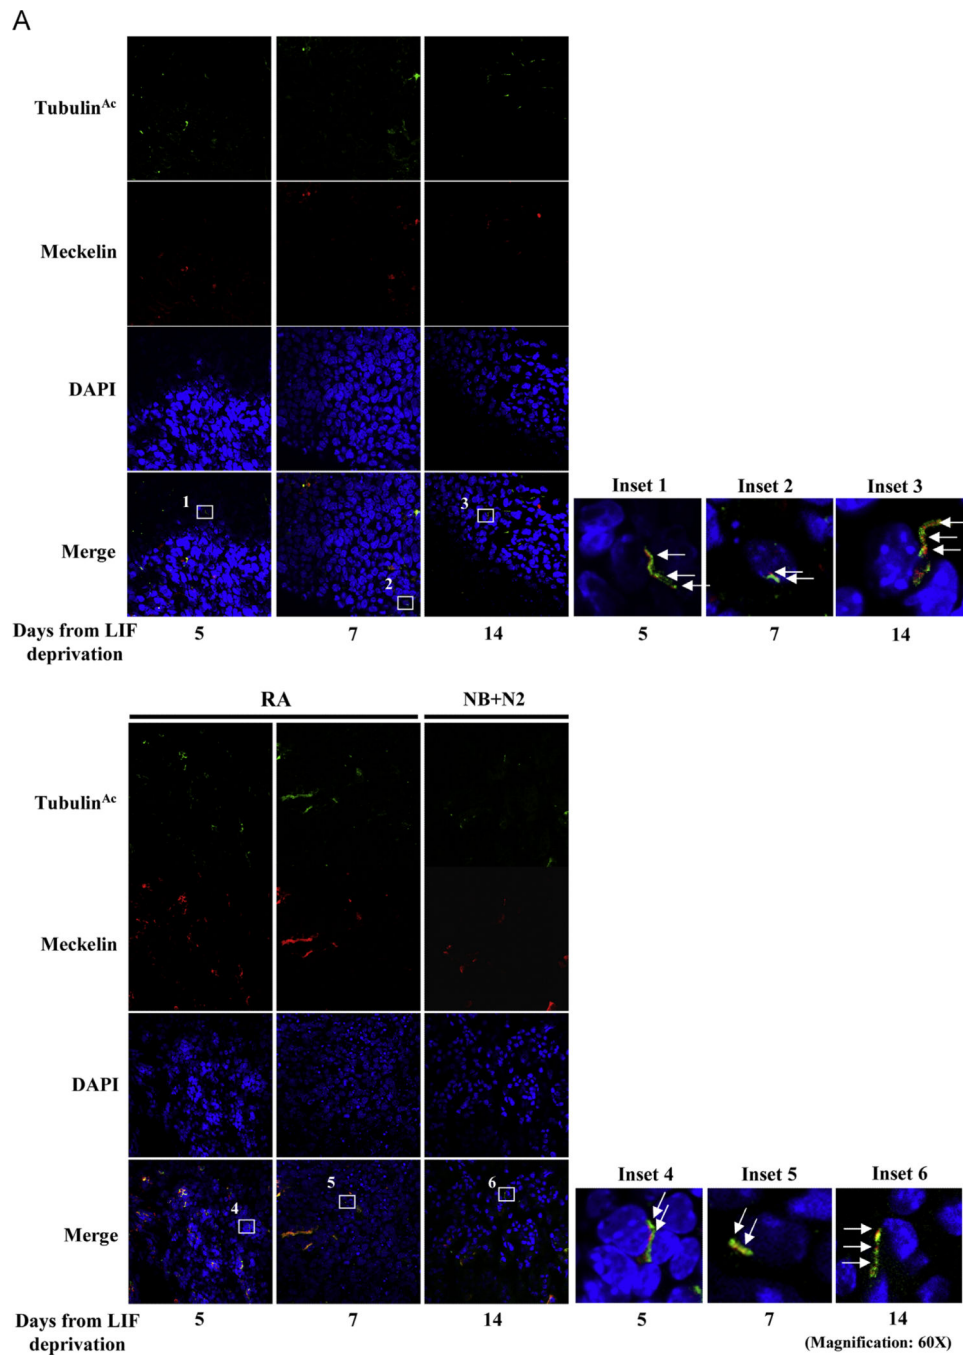 A
Tubulin^Ac
Meckelin
DAPI
Inset 1 Inset 2 Inset 3
1 2 3
Merge
Days from LIF 5 7 14 5 7 14
deprivation
RA NB+N2
Tubulin^Ac
Meckelin
DAPI
Inset 4 Inset 5 Inset 6
4 5 6
Merge
Days from LIF 5 7 14 5 7 14
deprivation (Magnification: 60X)